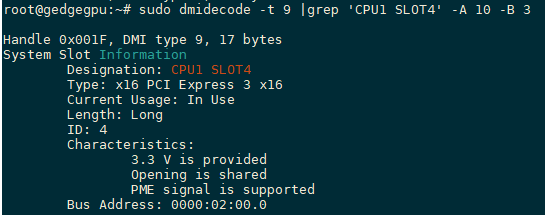 root@gedgegpu:~# sudo dmidecode -t 9 |grep 'CPU1 SLOT4' -A 10 -B 3
Handle 0x001F, DMI type 9, 17 bytes
System Slot Information
Designation: CPU1 SLOT4
Type: x16 PCI Express 3 x16
Current Usage: In Use
Length: Long
ID: 4
Characteristics:
3.3 V is provided
Opening is shared
PME signal is supported
Bus Address: 0000:02:00.0